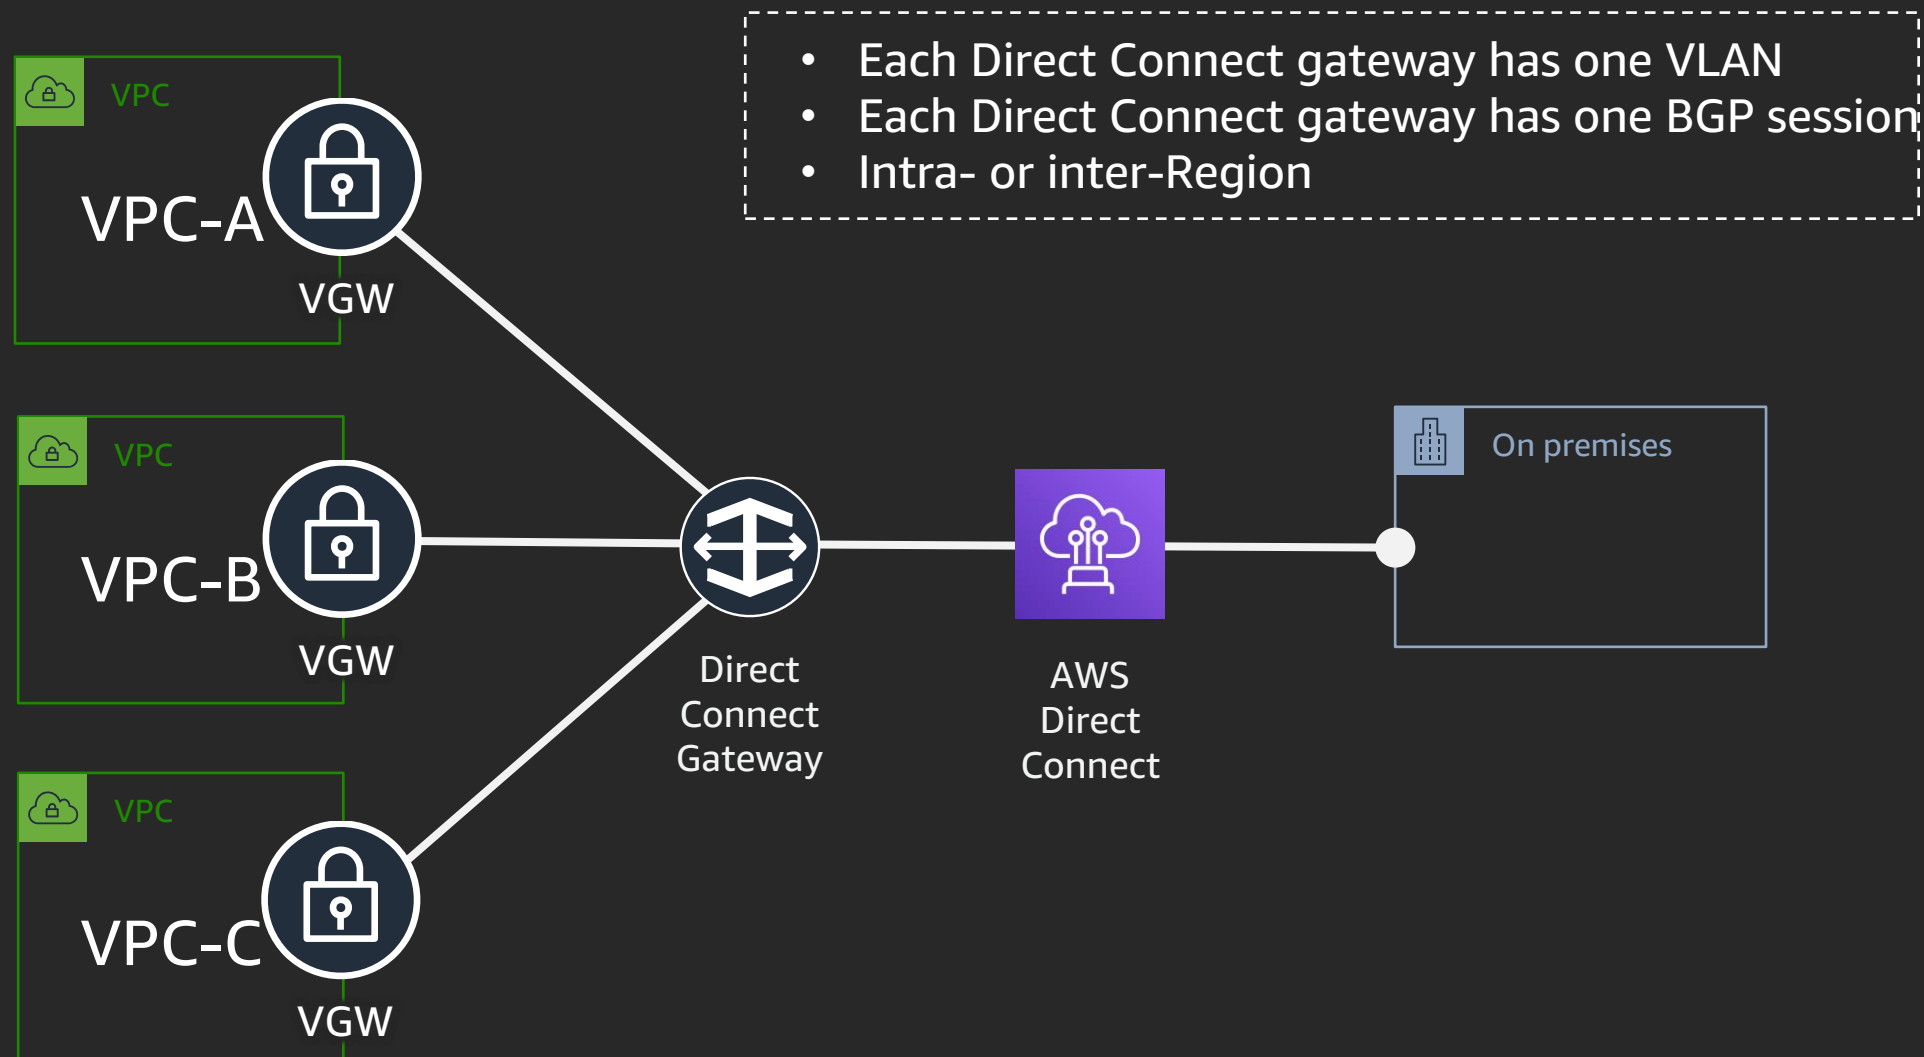 • Each Direct Connect gateway has one VLAN
• Each Direct Connect gateway has one BGP session
• Intra- or inter-Region
VPC
VPC-A
VGW
VPC
VPC-B
VGW
VPC
VPC-C
VGW
Direct
Connect
Gateway
AWS
Direct
Connect
On premises